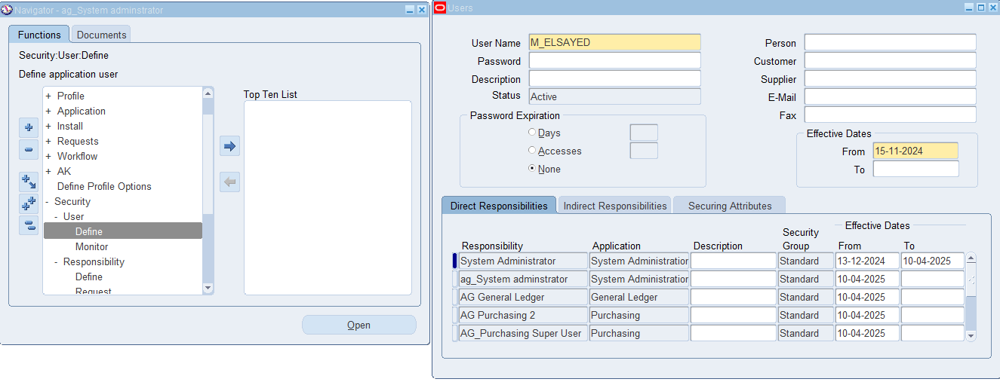 Navigator - ag_System adminstrator
Functions
Documents
Security:User:Define
Define application user
+ Profile
+ Application
+ Install
+ Requests
+ Workflow
+ AK
Define Profile Options
- Security
- User
Define
Monitor
- Responsibility
Define
Request
Top Ten List
Open
Users
User Name M_ELSAYED
Password
Description
Status Active
Password Expiration
Days
Accesses
None
Person
Customer
Supplier
E-Mail
Fax
Effective Dates
From 15-11-2024
To
Direct Responsibilities
Indirect Responsibilities
Securing Attributes
Effective Dates
Responsibility Application Description Security Group From To
System Administrator System Administration Standard 13-12-2024 10-04-2025
ag_System adminstrator System Administration Standard 10-04-2025
AG General Ledger General Ledger Standard 10-04-2025
AG Purchasing 2 Purchasing Standard 10-04-2025
AG_Purchasing Super User Purchasing Standard 10-04-2025